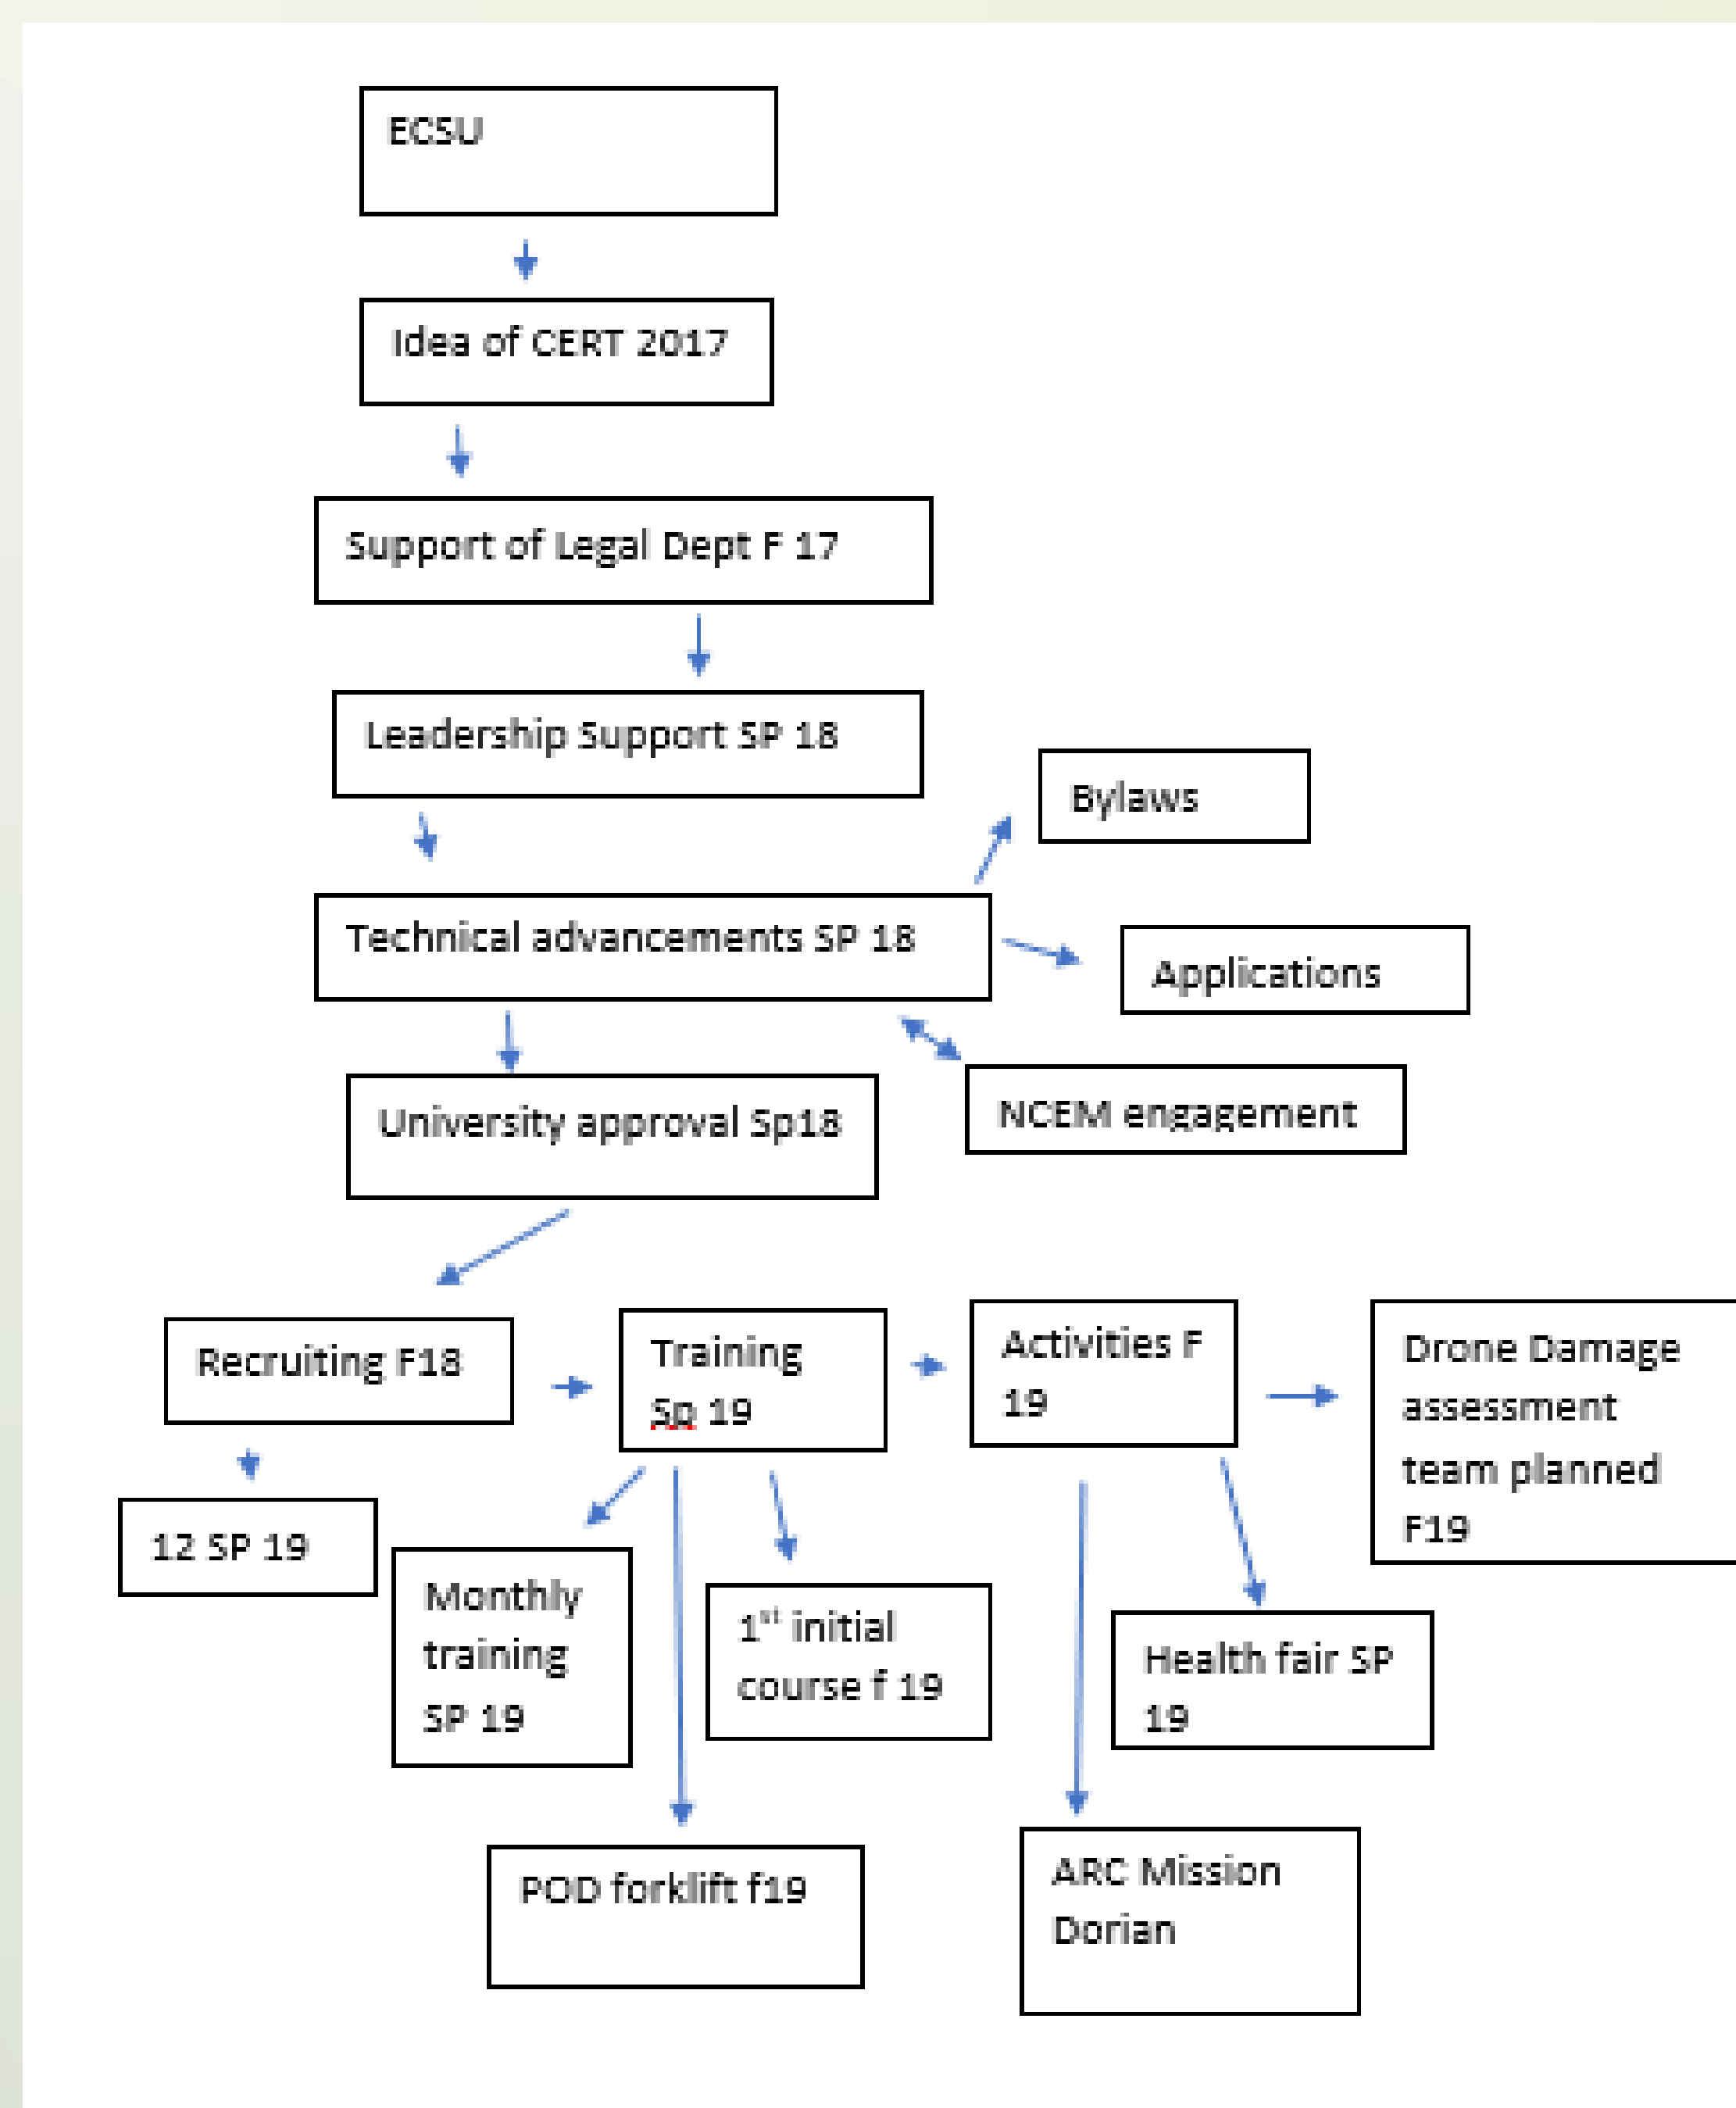 ECSU
Idea of CERT 2017
Support of Legal Dept F 17
Leadership Support SP 18
Bylaws
Technical advancements SP 18
Applications
NCEM engagement
University approval Sp18
Recruiting F18
Training
Sp 19
Activities F
19
Drone Damage
assessment
team planned
F19
12 SP 19
Monthly
training
SP 19
1st initial
course f 19
Health fair SP
19
POD forklift f19
ARC Mission
Dorian